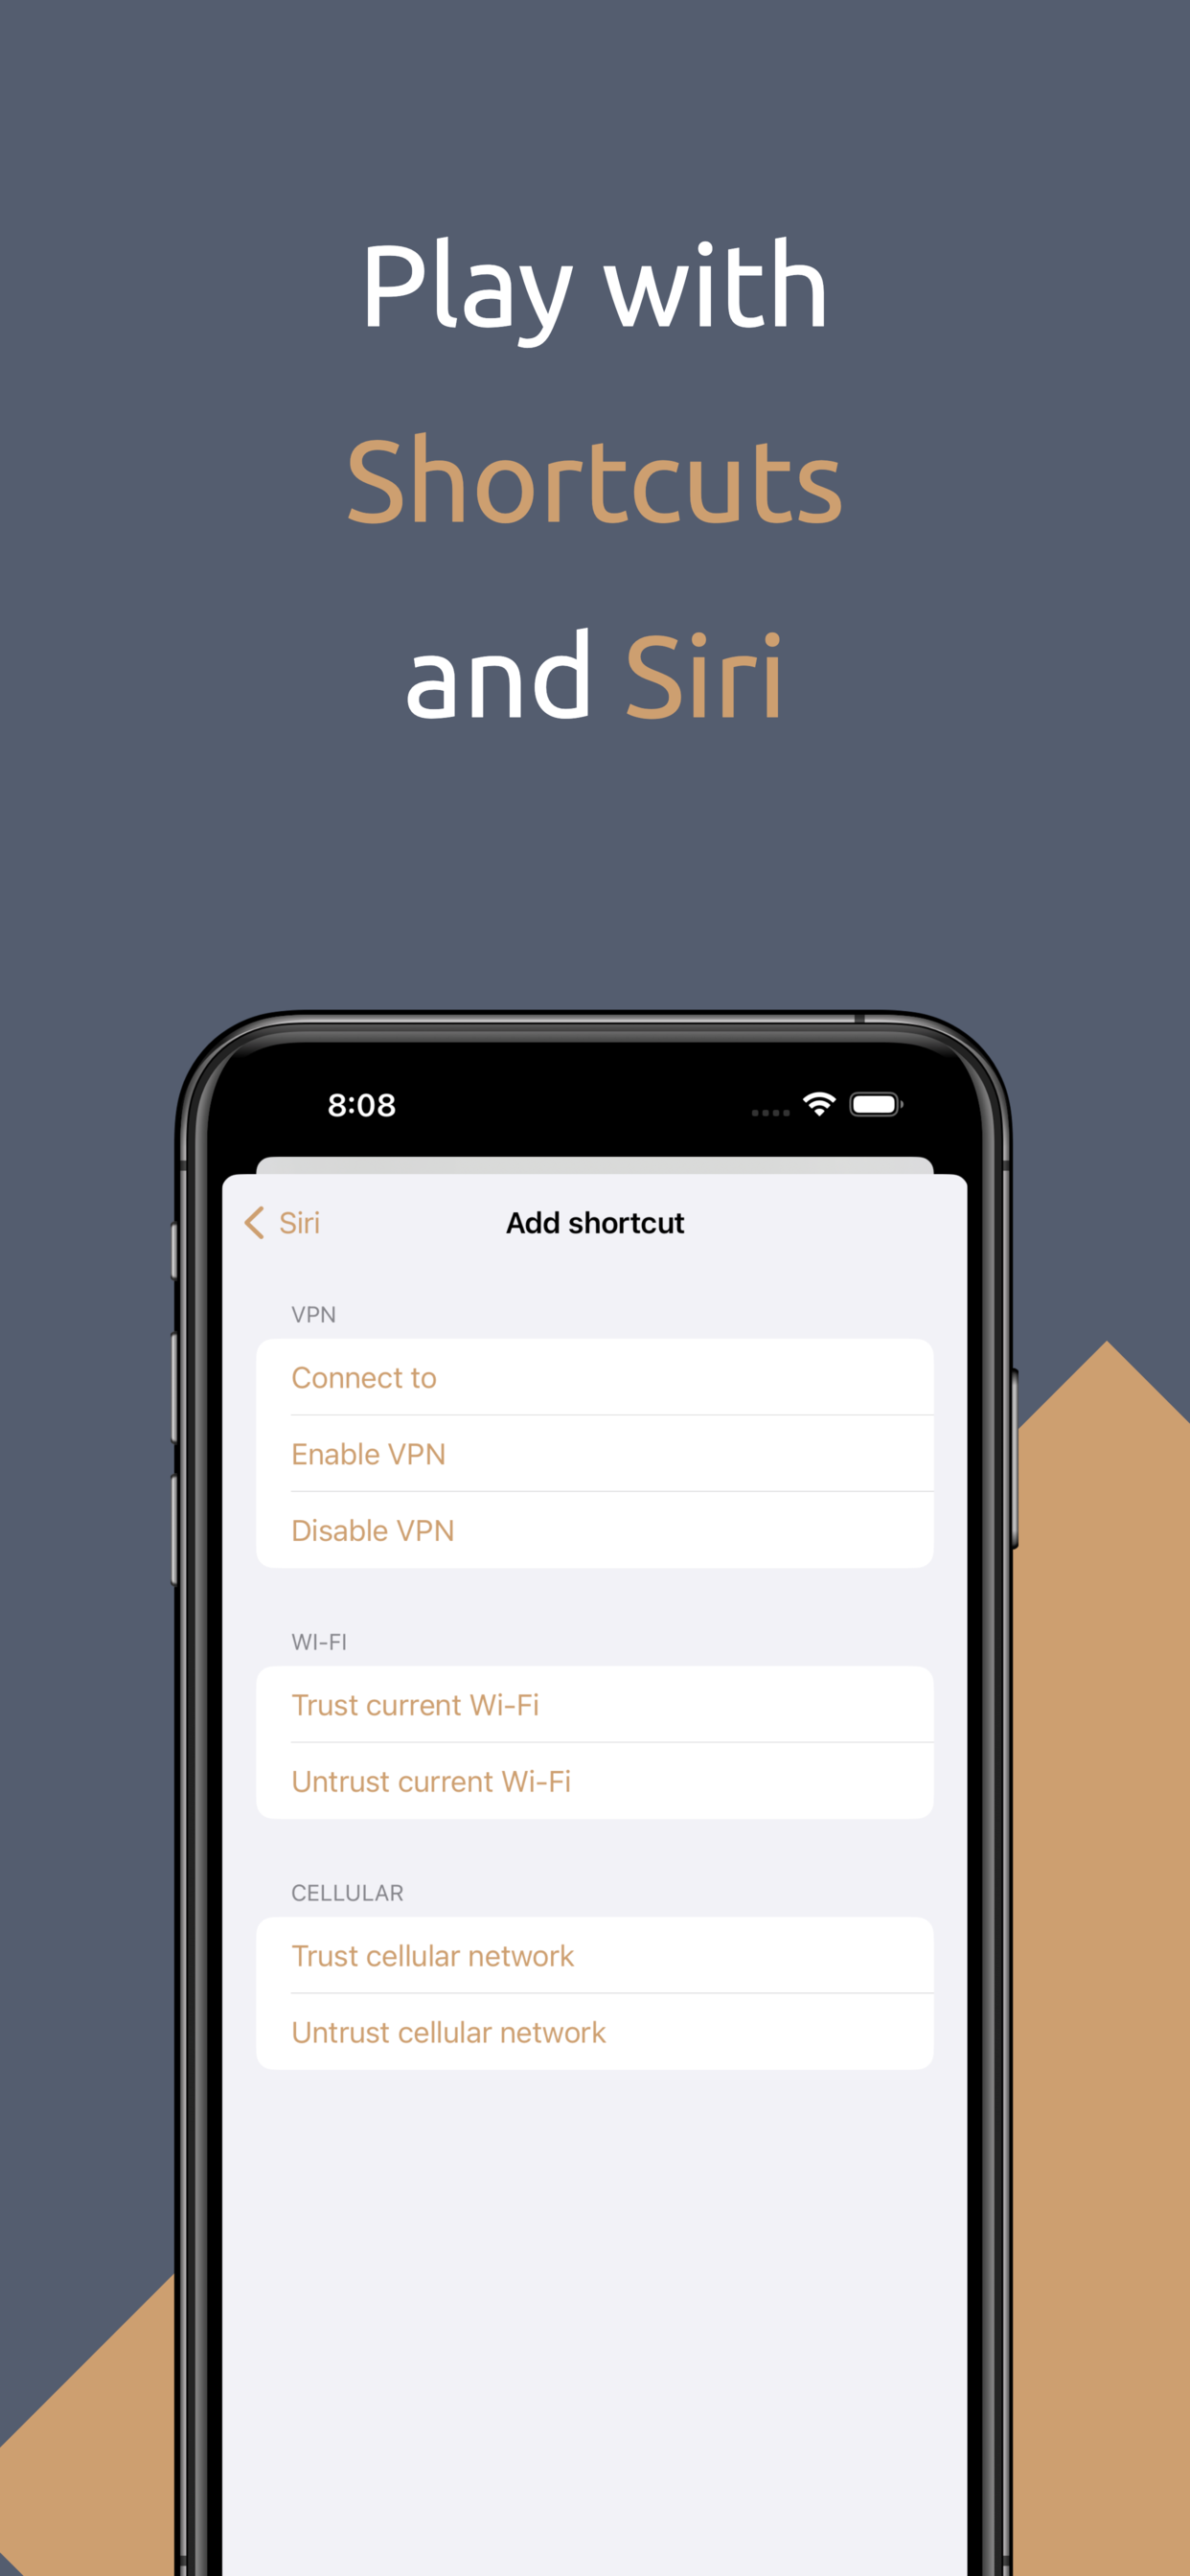 Play with
Shortcuts
and Siri
8:08
Siri
Add shortcut
VPN
Connect to
Enable VPN
Disable VPN
WI-FI
Trust current Wi-Fi
Untrust current Wi-Fi
CELLULAR
Trust cellular network
Untrust cellular network